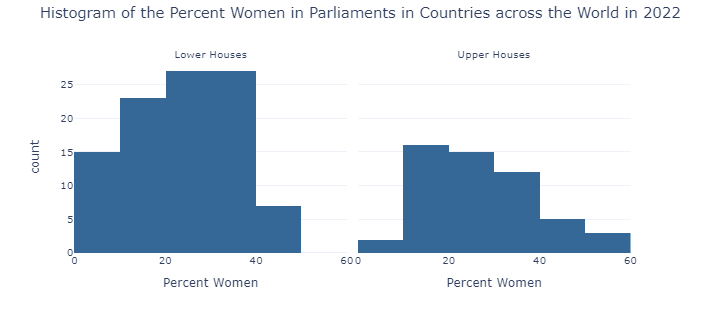 Histogram of the Percent Women in Parliaments in Countries across the World in 2022
Lower Houses
Upper Houses
25
20
15
10
5
0
count
0 20 40 60
0 20 40 60
Percent Women
Percent Women